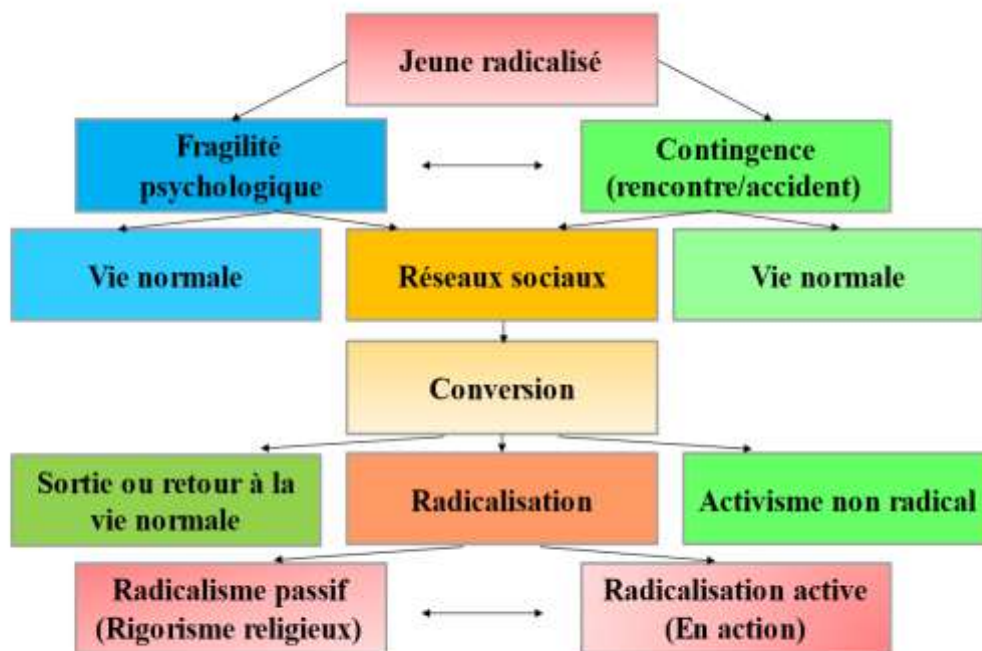 Jeune radicalisé
Fragilité
psychologique
Contingence
(rencontre/accident)
Vie normale
Réseaux sociaux
Vie normale
Conversion
Sortie ou retour à la
vie normale
Radicalisation
Activisme non radical
Radicalisme passif
(Rigorisme religieux)
Radicalisation active
(En action)